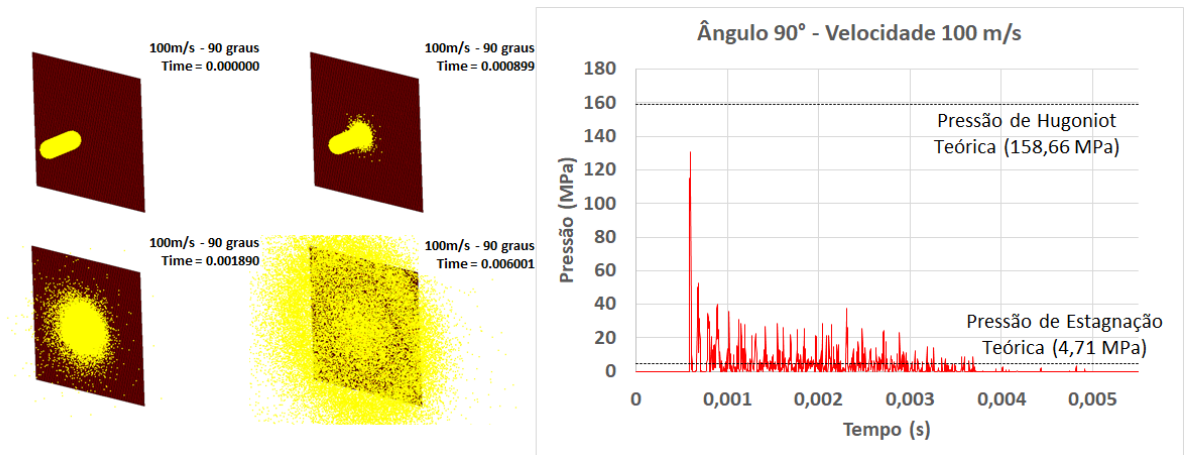 100m/s - 90 graus
Time = 0.000000
100m/s - 90 graus
Time = 0.000899
100m/s - 90 graus
Time = 0.001890
100m/s - 90 graus
Time = 0.006001
Ângulo 90° - Velocidade 100 m/s
Pressão (MPa)
180
160
140
120
100
80
60
40
20
0
Pressão de Hugoniot
Teórica (158,66 MPa)
Pressão de Estagnação
Teórica (4,71 MPa)
0
0,001
0,002
0,003
0,004
0,005
Tempo (s)